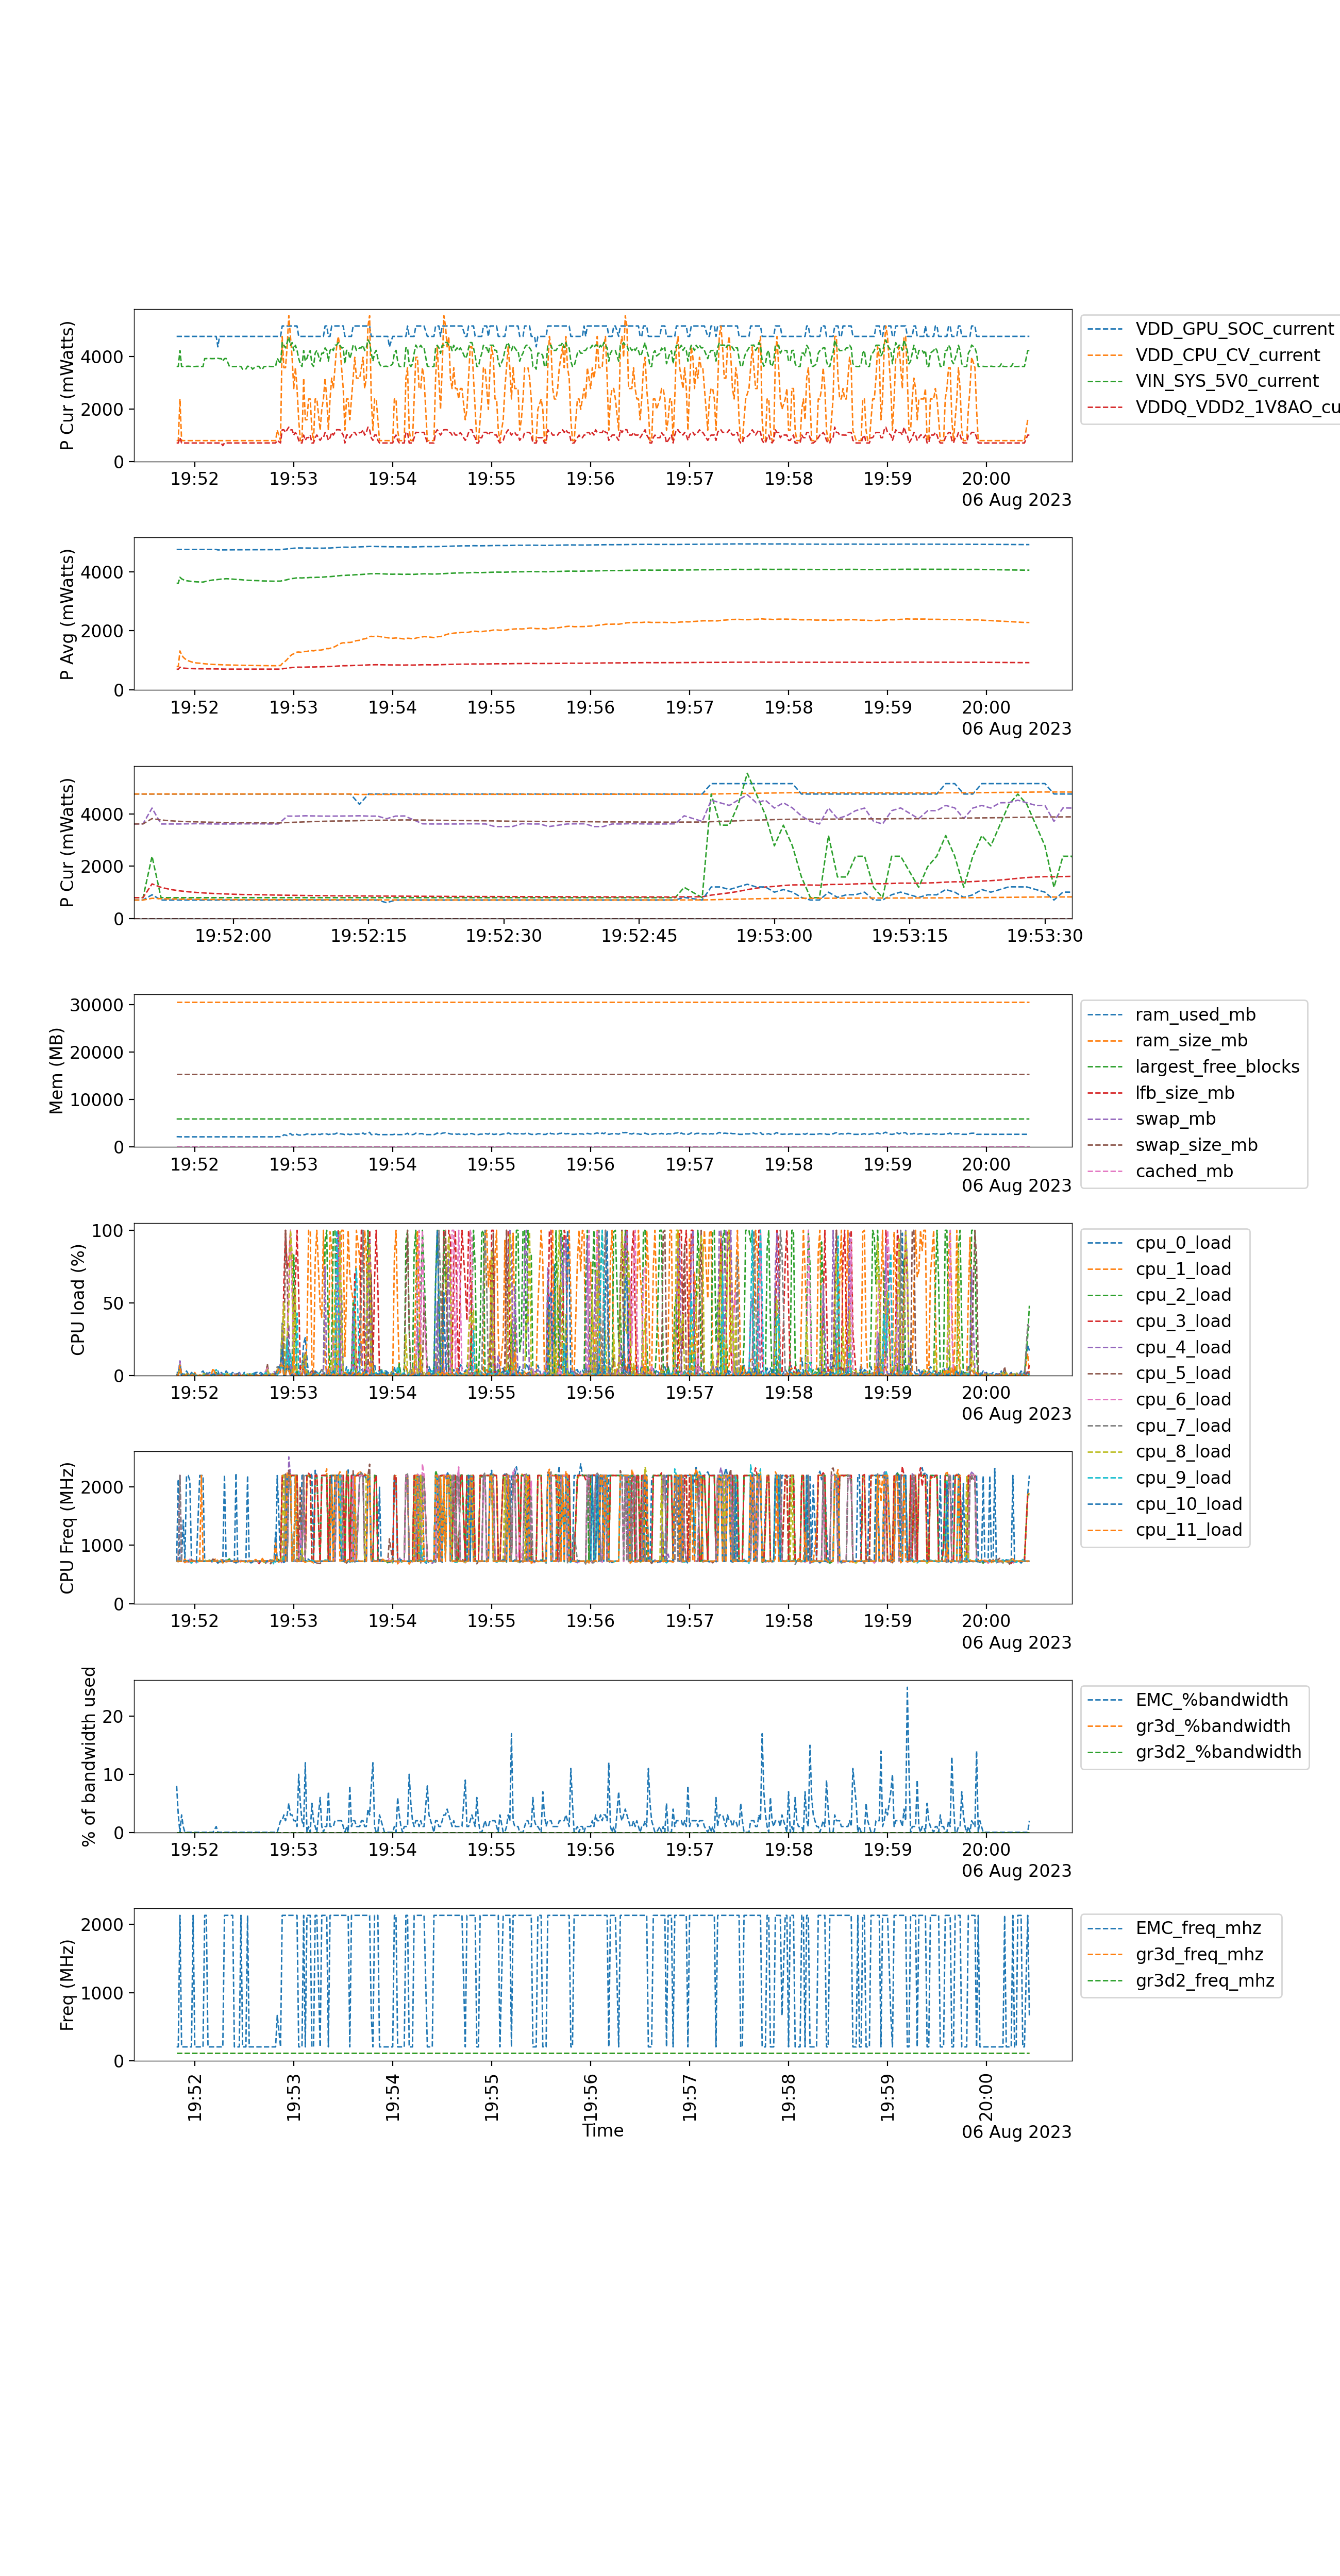 P Cur (mWatts)
4000
2000
0
19:52 19:53 19:54 19:55 19:56 19:57 19:58 19:59 20:00
06 Aug 2023
VDD_GPU_SOC_current
VDD_CPU_CV_current
VIN_SYS_5V0_current
VDDQ_VDD2_1V8AO_cu
P Avg (mWatts)
4000
2000
0
19:52 19:53 19:54 19:55 19:56 19:57 19:58 19:59 20:00
06 Aug 2023
P Cur (mWatts)
4000
2000
0
19:52:00 19:52:15 19:52:30 19:52:45 19:53:00 19:53:15 19:53:30
Mem (MB)
30000
20000
10000
0
19:52 19:53 19:54 19:55 19:56 19:57 19:58 19:59 20:00
06 Aug 2023
ram_used_mb
ram_size_mb
largest_free_blocks
lfb_size_mb
swap_mb
swap_size_mb
cached_mb
CPU load (%)
100
50
0
19:52 19:53 19:54 19:55 19:56 19:57 19:58 19:59 20:00
06 Aug 2023
cpu_0_load
cpu_1_load
cpu_2_load
cpu_3_load
cpu_4_load
cpu_5_load
cpu_6_load
cpu_7_load
cpu_8_load
cpu_9_load
cpu_10_load
cpu_11_load
CPU Freq (MHz)
2000
1000
0
19:52 19:53 19:54 19:55 19:56 19:57 19:58 19:59 20:00
06 Aug 2023
% of bandwidth used
20
10
0
19:52 19:53 19:54 19:55 19:56 19:57 19:58 19:59 20:00
06 Aug 2023
EMC_%bandwidth
gr3d_%bandwidth
gr3d2_%bandwidth
Freq (MHz)
2000
1000
0
19:52 19:53 19:54 19:55 19:56 19:57 19:58 19:59 20:00
Time
06 Aug 2023
EMC_freq_mhz
gr3d_freq_mhz
gr3d2_freq_mhz